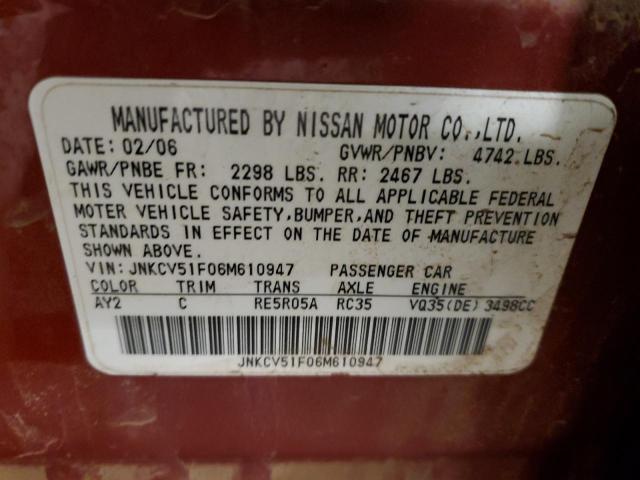 MANUFACTURED BY NISSAN MOTOR CO.,LTD.
DATE: 02/06 GVWR/PNBV: 4742 LBS.
GAWR/PNBE FR: 2298 LBS. RR: 2467 LBS.
THIS VEHICLE CONFORMS TO ALL APPLICABLE FEDERAL
MOTER VEHICLE SAFETY,BUMPER,AND THEFT PREVENTION
STANDARDS IN EFFECT ON THE DATE OF MANUFACTURE
SHOWN ABOVE.
VIN:JNKCV51F06M610947 PASSENGER CAR
COLOR TRIM TRANS AXLE ENGINE
AY2 C RE5R05A RC35 VQ35(DE) 3498CC
JNKCV51F06M610947